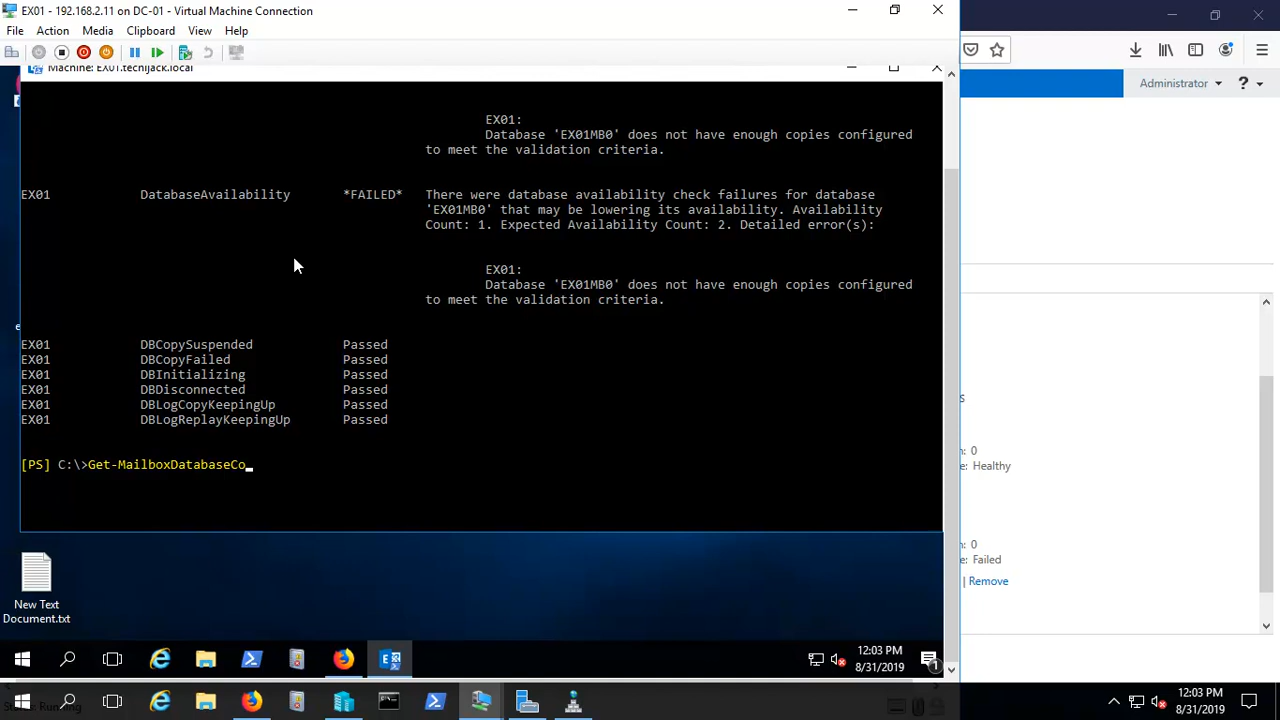 EX01 - 192.168.2.11 on DC-01 - Virtual Machine Connection
File Action Media Clipboard View Help
Machine: EX01.techijack.local
Administrator
?
EX01:
Database 'EX01MB0' does not have enough copies configured
to meet the validation criteria.
EX01 DatabaseAvailability *FAILED* There were database availability check failures for database
'EX01MB0' that may be lowering its availability. Availability
Count: 1. Expected Availability Count: 2. Detailed error(s):
EX01:
Database 'EX01MB0' does not have enough copies configured
to meet the validation criteria.
EX01 DBCopySuspended Passed
EX01 DBCopyFailed Passed
EX01 DBInitializing Passed
EX01 DBDisconnected Passed
EX01 DBLogCopyKeepingUp Passed
EX01 DBLogReplayKeepingUp Passed
[PS] C:\>Get-MailboxDatabaseCo_
S
n: 0
e: Healthy
n: 0
e: Failed
| Remove
New Text
Document.txt
12:03 PM
8/31/2019
1
12:03 PM
8/31/2019